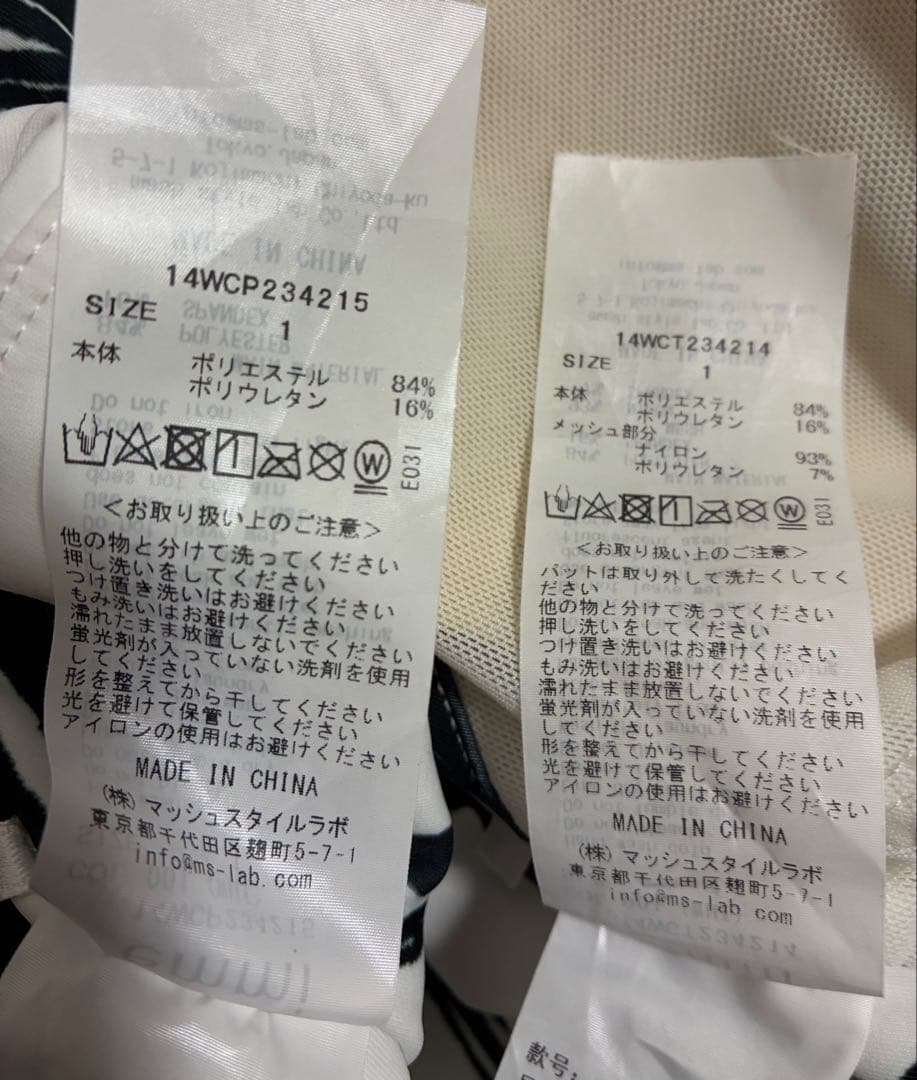 14WCP234215
SIZE 1
本体 ポリエステル 84%
ポリウレタン 16%
W
E031
<お取り扱い上のご注意>
他の物と分けて洗ってください
押し洗いをしてください
つけ置き洗いはお避けください
もみ洗いはお避けください
濡れたまま放置しないでください
蛍光剤が入っていない洗剤を使用
してください
形を整えてから干してください
光を避けて保管してください
アイロンの使用はお避けください
MADE IN CHINA
(株)マッシュスタイルラボ
東京都千代田区麹町5-7-1
info@ms-lab.com
14WCP234215
emmi
14WCT234214
SIZE 1
本体 ポリエステル 84%
ポリウレタン 16%
メッシュ部分
ナイロン 93%
ポリウレタン 7%
W
E031
<お取り扱い上のご注意>
パットは取り外して洗たくしてく
ださい
他の物と分けて洗ってください
押し洗いをしてください
つけ置き洗いはお避けください
もみ洗いはお避けください
濡れたまま放置しないでください
蛍光剤が入っていない洗剤を使用
してください
形を整えてから干してください
光を避けて保管してください
アイロンの使用はお避けください
MADE IN CHINA
(株)マッシュスタイルラボ
東京都千代田区麹町5-7-1
info@ms-lab.com
14WCT234214
款号: